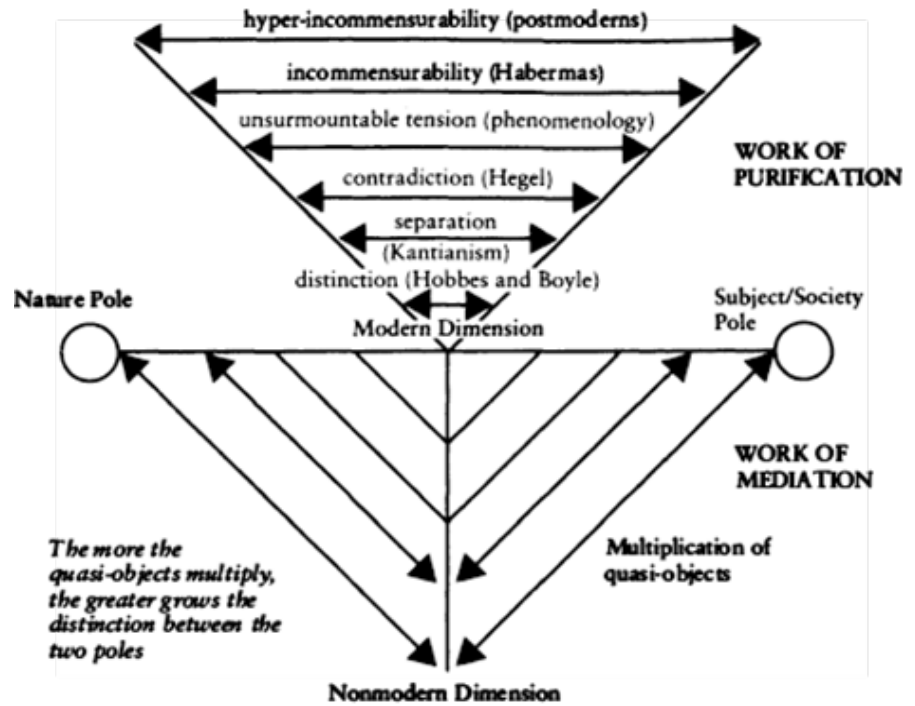 hyper-incommensurability (postmoderns)
incommensurability (Habermas)
unsurmountable tension (phenomenology)
WORK OF
PURIFICATION
contradiction (Hegel)
separation
(Kantianism)
distinction (Hobbes and Boyle)
Nature Pole
Subject/Society
Pole
Modern Dimension
WORK OF
MEDIATION
The more the
quasi-objects multiply,
the greater grows the
distinction between the
two poles
Multiplication of
quasi-objects
Nonmodern Dimension